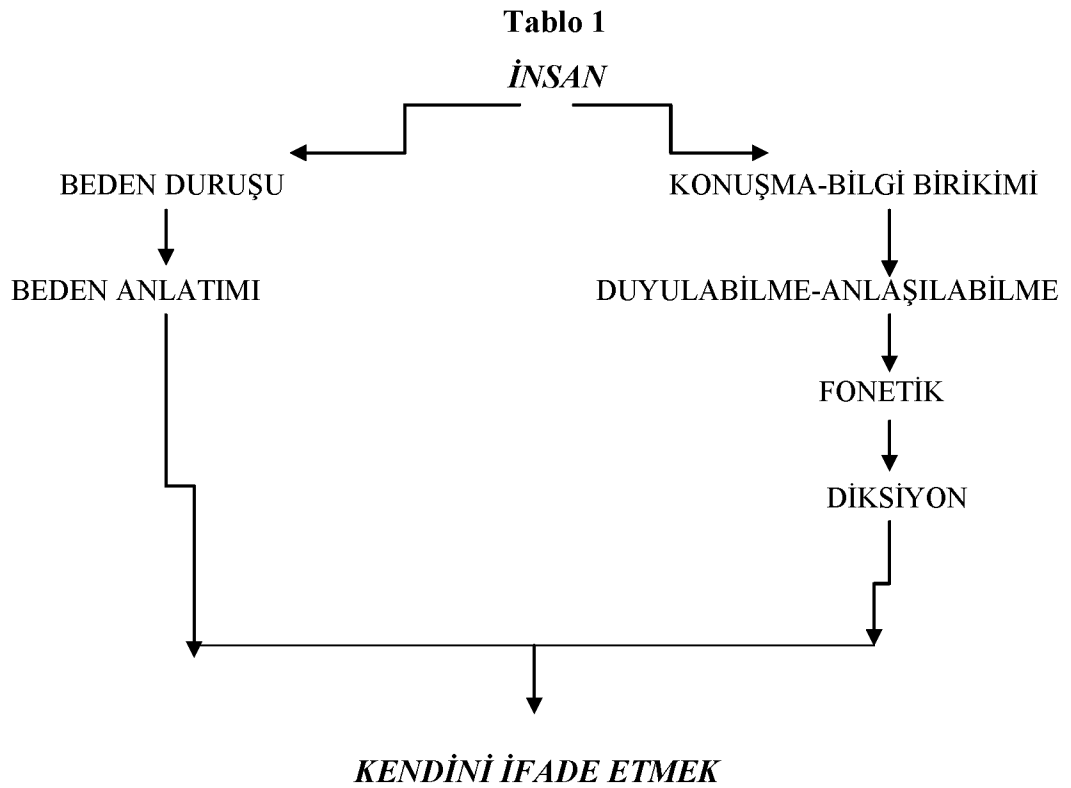 Tablo 1
İNSAN
BEDEN DURUŞU
KONUŞMA-BİLGİ BİRİKİMİ
BEDEN ANLATIMI
DUYULABİLME-ANLAŞILABİLME
FONETİK
DİKSİYON
KENDİNİ İFADE ETMEK